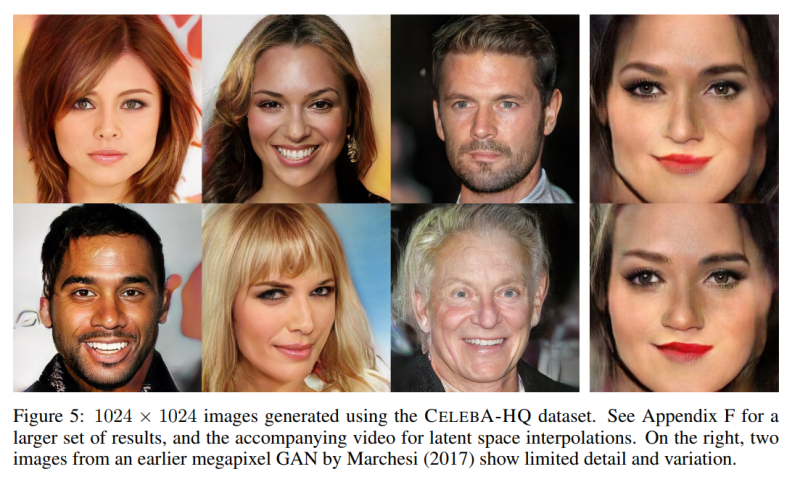 Figure 5: 1024 × 1024 images generated using the CELEBA-HQ dataset. See Appendix F for a
larger set of results, and the accompanying video for latent space interpolations. On the right, two
images from an earlier megapixel GAN by Marchesi (2017) show limited detail and variation.